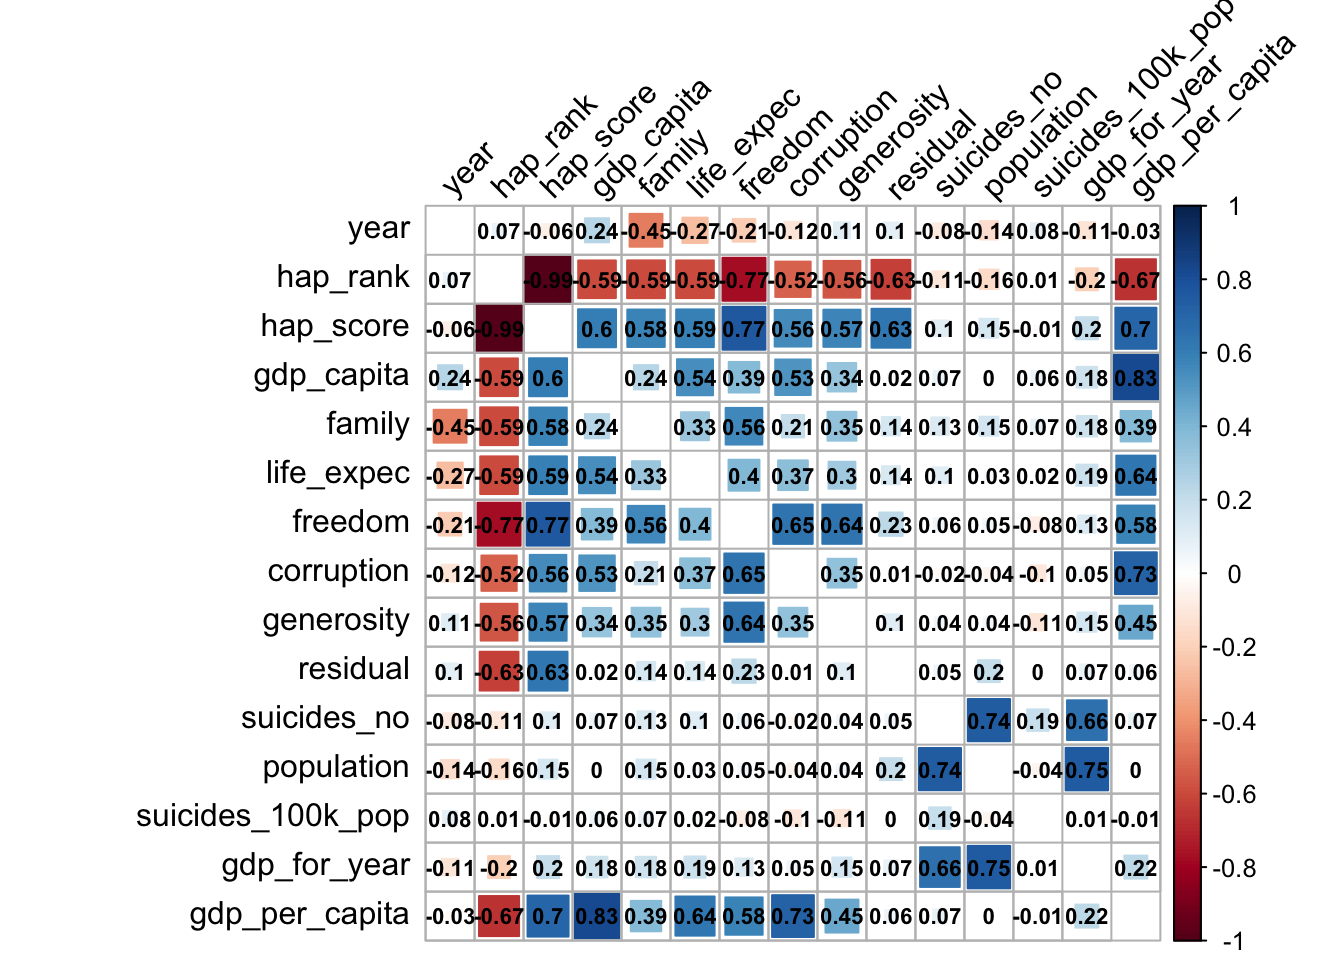 year hap_rank hap_score gdp_capita family life_expec freedom corruption generosity residual suicides_no population suicides_100k_pop gdp_for_year gdp_per_capita
year 0.07 -0.06 0.24 -0.45 -0.27 -0.21 -0.12 0.11 0.1 -0.08 -0.14 0.08 -0.11 -0.03
hap_rank 0.07 -0.99 -0.59 -0.59 -0.59 -0.77 -0.52 -0.56 -0.63 -0.11 -0.16 0.01 -0.2 -0.67
hap_score -0.06 -0.99 0.6 0.58 0.59 0.77 0.56 0.57 0.63 0.1 0.15 -0.01 0.2 0.7
gdp_capita 0.24 -0.59 0.6 0.24 0.54 0.39 0.53 0.34 0.02 0.07 0 0.06 0.18 0.83
family -0.45 -0.59 0.58 0.24 0.33 0.56 0.21 0.35 0.14 0.13 0.15 0.07 0.18 0.39
life_expec -0.27 -0.59 0.59 0.54 0.33 0.4 0.37 0.3 0.14 0.1 0.03 0.02 0.19 0.64
freedom -0.21 -0.77 0.77 0.39 0.56 0.4 0.65 0.64 0.23 0.06 0.05 -0.08 0.13 0.58
corruption -0.12 -0.52 0.56 0.53 0.21 0.37 0.65 0.35 0.01 -0.02 -0.04 -0.1 0.05 0.73
generosity 0.11 -0.56 0.57 0.34 0.35 0.3 0.64 0.35 0.1 0.04 0.04 -0.11 0.15 0.45
residual 0.1 -0.63 0.63 0.02 0.14 0.14 0.23 0.01 0.1 0.05 0.2 0 0.07 0.06
suicides_no -0.08 -0.11 0.1 0.07 0.13 0.1 0.06 -0.02 0.04 0.05 0.74 0.19 0.66 0.07
population -0.14 -0.16 0.15 0 0.15 0.03 0.05 -0.04 0.04 0.2 0.74 -0.04 0.75 0
suicides_100k_pop 0.08 0.01 -0.01 0.06 0.07 0.02 -0.08 -0.1 -0.11 0 0.19 -0.04 0.01 -0.01
gdp_for_year -0.11 -0.2 0.2 0.18 0.18 0.19 0.13 0.05 0.15 0.07 0.66 0.75 0.01 0.22
gdp_per_capita -0.03 -0.67 0.7 0.83 0.39 0.64 0.58 0.73 0.45 0.06 0.07 0 -0.01 0.22
1
0.8
0.6
0.4
0.2
0
-0.2
-0.4
-0.6
-0.8
-1